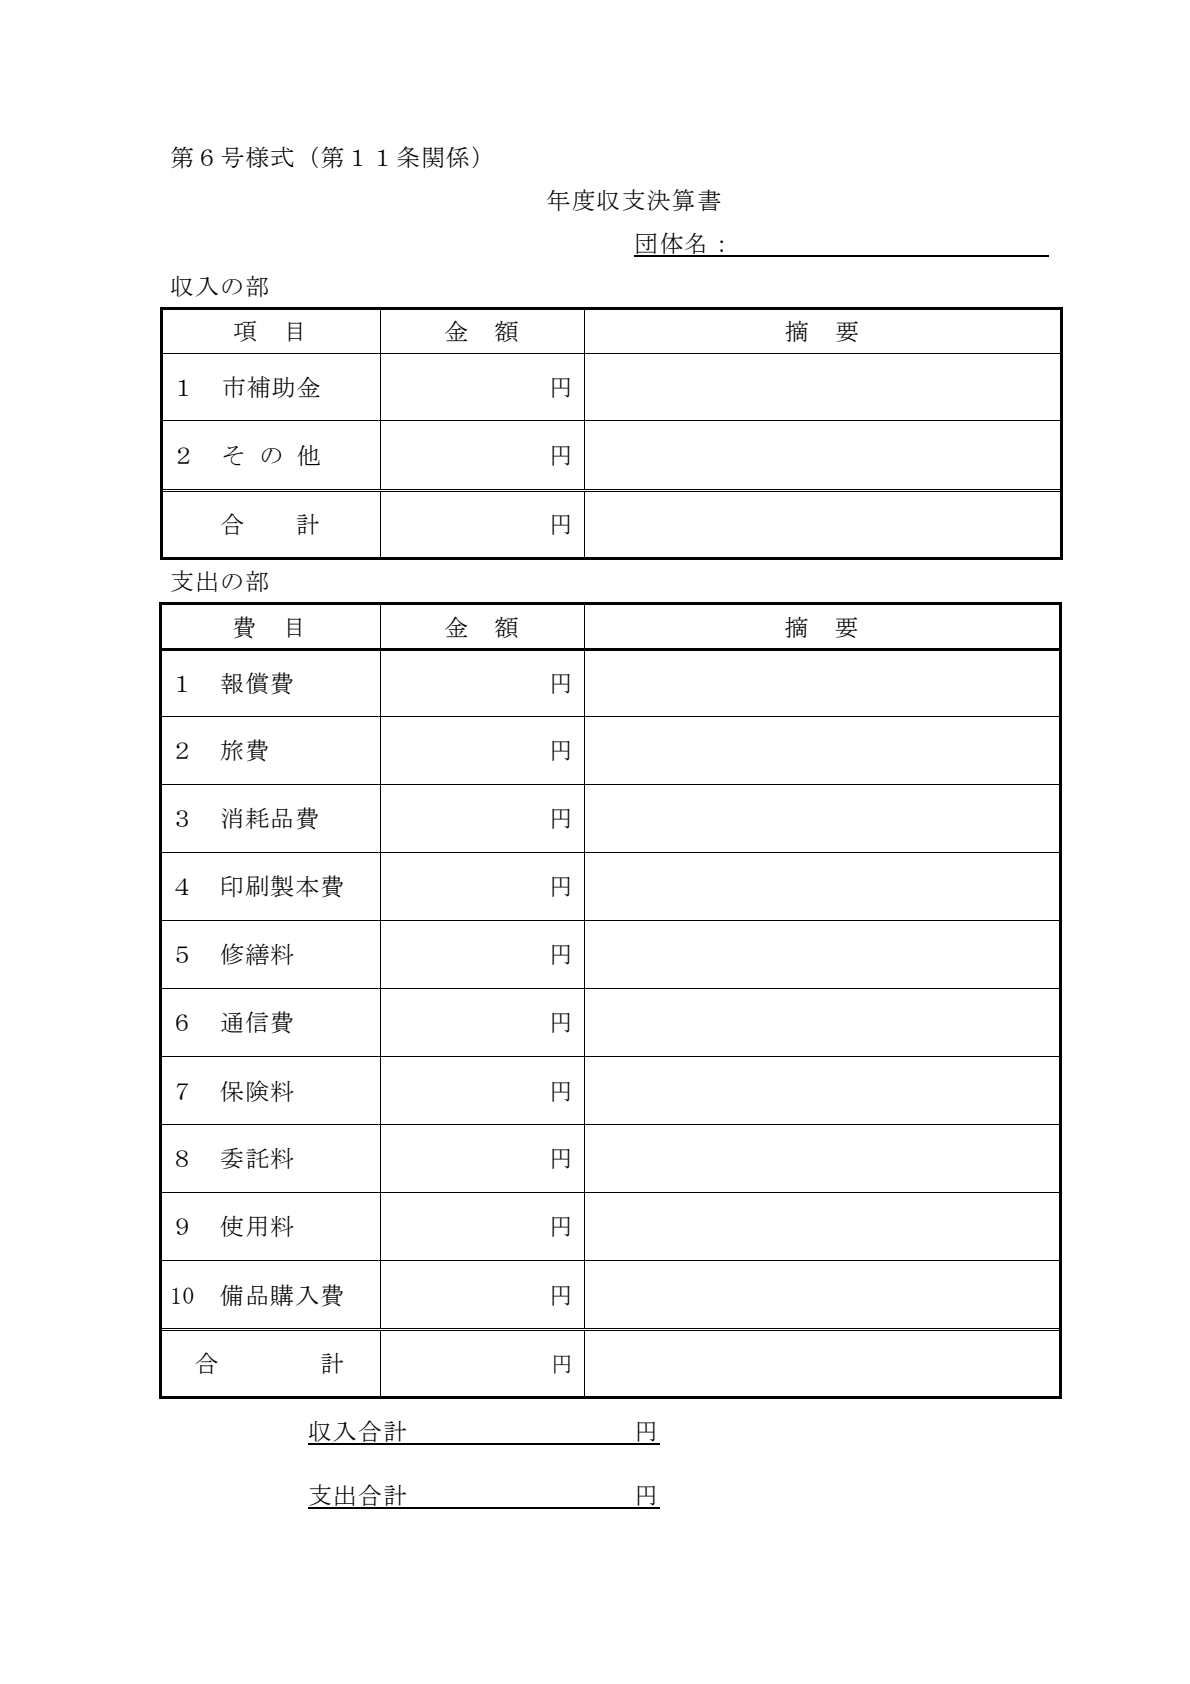 第６号様式（第１１条関係）
年度収支決算書
団体名：
収入の部
項　目　金　額　摘　要
１　市補助金　円
２　そ の 他　円
合　　計　円
支出の部
費　目　金　額　摘　要
１　報償費　円
２　旅費　円
３　消耗品費　円
４　印刷製本費　円
５　修繕料　円
６　通信費　円
７　保険料　円
８　委託料　円
９　使用料　円
10　備品購入費　円
合　　　　計　円
収入合計　円
支出合計　円